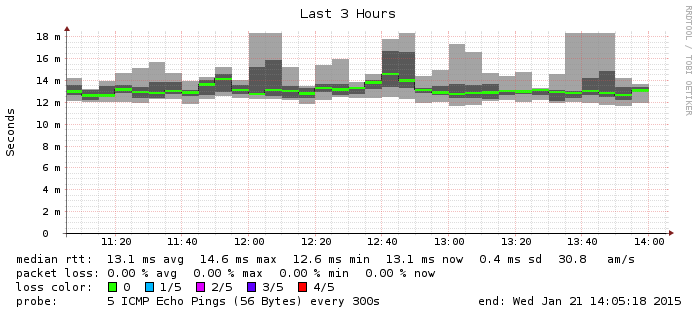 Last 3 Hours
RRDTOOL / TOBI OETIKER
Seconds
18 m
16 m
14 m
12 m
10 m
8 m
6 m
4 m
2 m
0
11:20 11:40 12:00 12:20 12:40 13:00 13:20 13:40 14:00
median rtt: 13.1 ms avg 14.6 ms max 12.6 ms min 13.1 ms now 0.4 ms sd 30.8 am/s
packet loss: 0.00 % avg 0.00 % max 0.00 % min 0.00 % now
loss color: 0 1/5 2/5 3/5 4/5
probe: 5 ICMP Echo Pings (56 Bytes) every 300s end: Wed Jan 21 14:05:18 2015